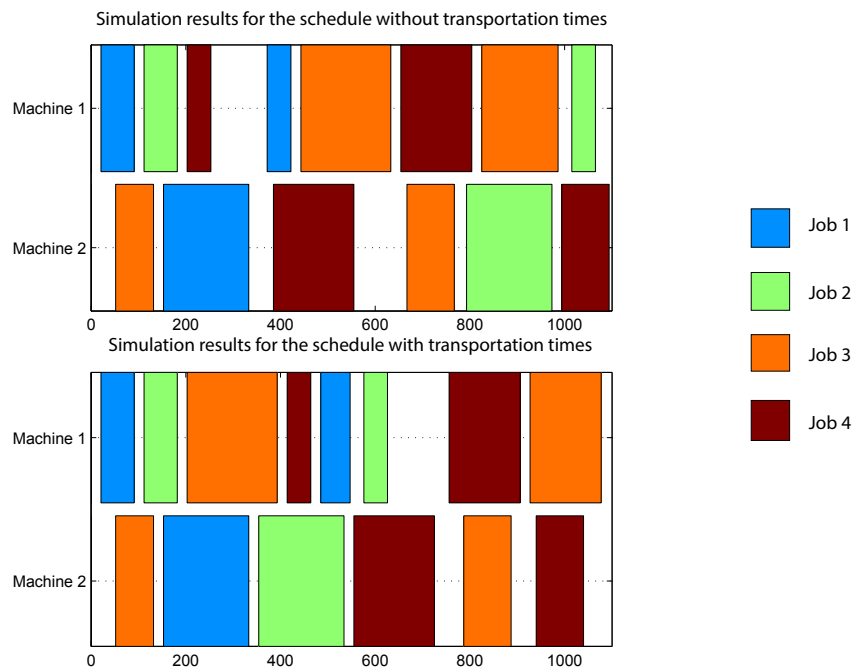 Simulation results for the schedule without transportation times
Machine 1
Machine 2
0 200 400 600 800 1000
Simulation results for the schedule with transportation times
Machine 1
Machine 2
0 200 400 600 800 1000
Job 1
Job 2
Job 3
Job 4